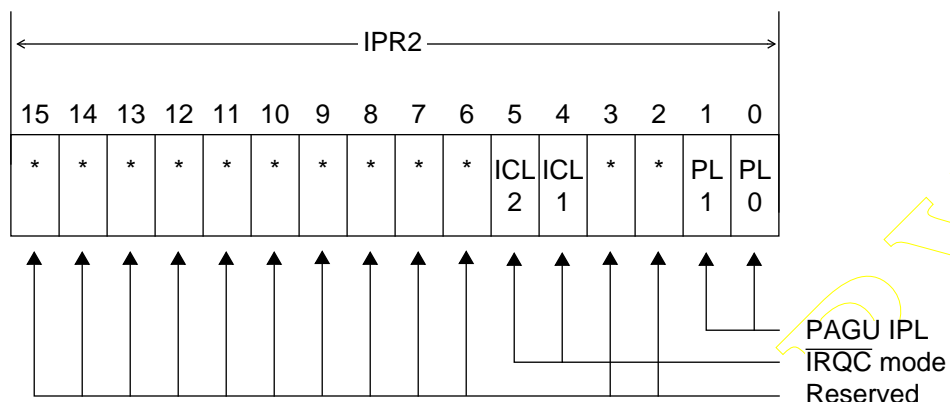 IPR2
15 14 13 12 11 10 9 8 7 6 5 4 3 2 1 0
* * * * * * * * * * ICL ICL * * PL PL
2 1 1 0
PAGU IPL
IRQC mode
Reserved